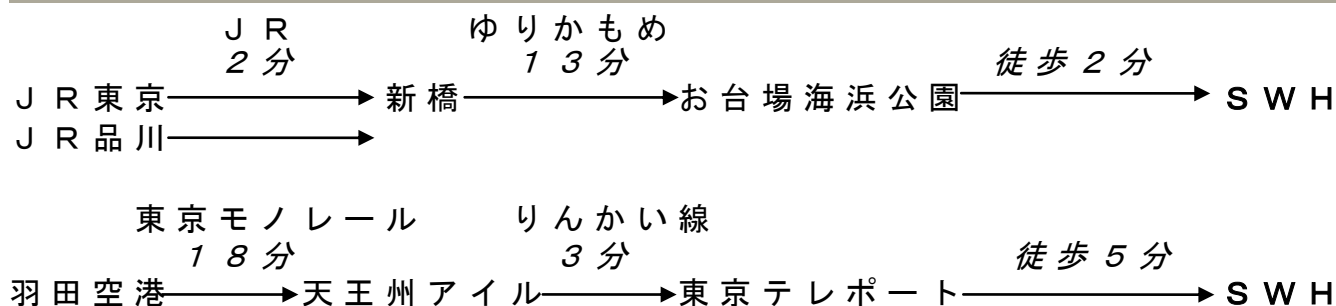 ＪＲ ゆりかもめ
２分 １３分 徒歩２分
ＪＲ東京 新橋 お台場海浜公園 ＳＷＨ
ＪＲ品川
東京モノレール りんかい線
１８分 ３分 徒歩５分
羽田空港 天王州アイル 東京テレポート ＳＷＨ